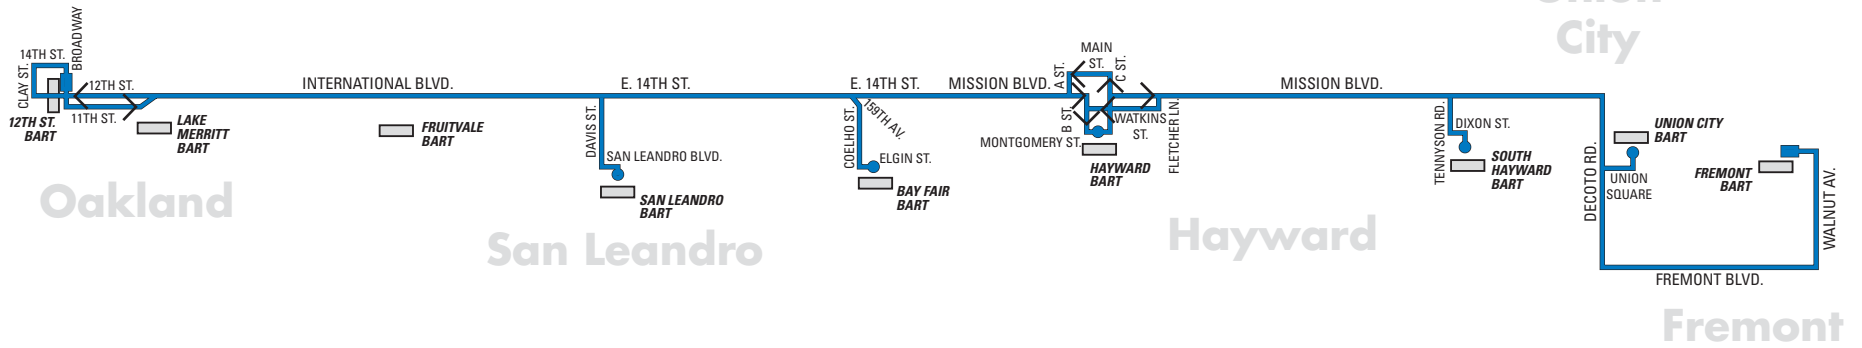 Union
City
BROADWAY
14TH ST.
CLAY ST.
12TH ST.
11TH ST.
12TH ST.
BART
LAKE
MERRITT
BART
INTERNATIONAL BLVD.
FRUITVALE
BART
Oakland
E. 14TH ST.
DAVIS ST.
SAN LEANDRO BLVD.
SAN LEANDRO
BART
San Leandro
E. 14TH ST.
COELHO ST.
159TH AV.
ELGIN ST.
BAY FAIR
BART
MISSION BLVD.
A ST.
MAIN
ST.
C ST.
B ST.
WATKINS
ST.
MONTGOMERY ST.
FLETCHER LN.
HAYWARD
BART
Hayward
MISSION BLVD.
TENNYSON RD.
DIXON ST.
SOUTH
HAYWARD
BART
DECOTO RD.
UNION CITY
BART
UNION
SQUARE
FREMONT
BART
WALNUT AV.
FREMONT BLVD.
Fremont